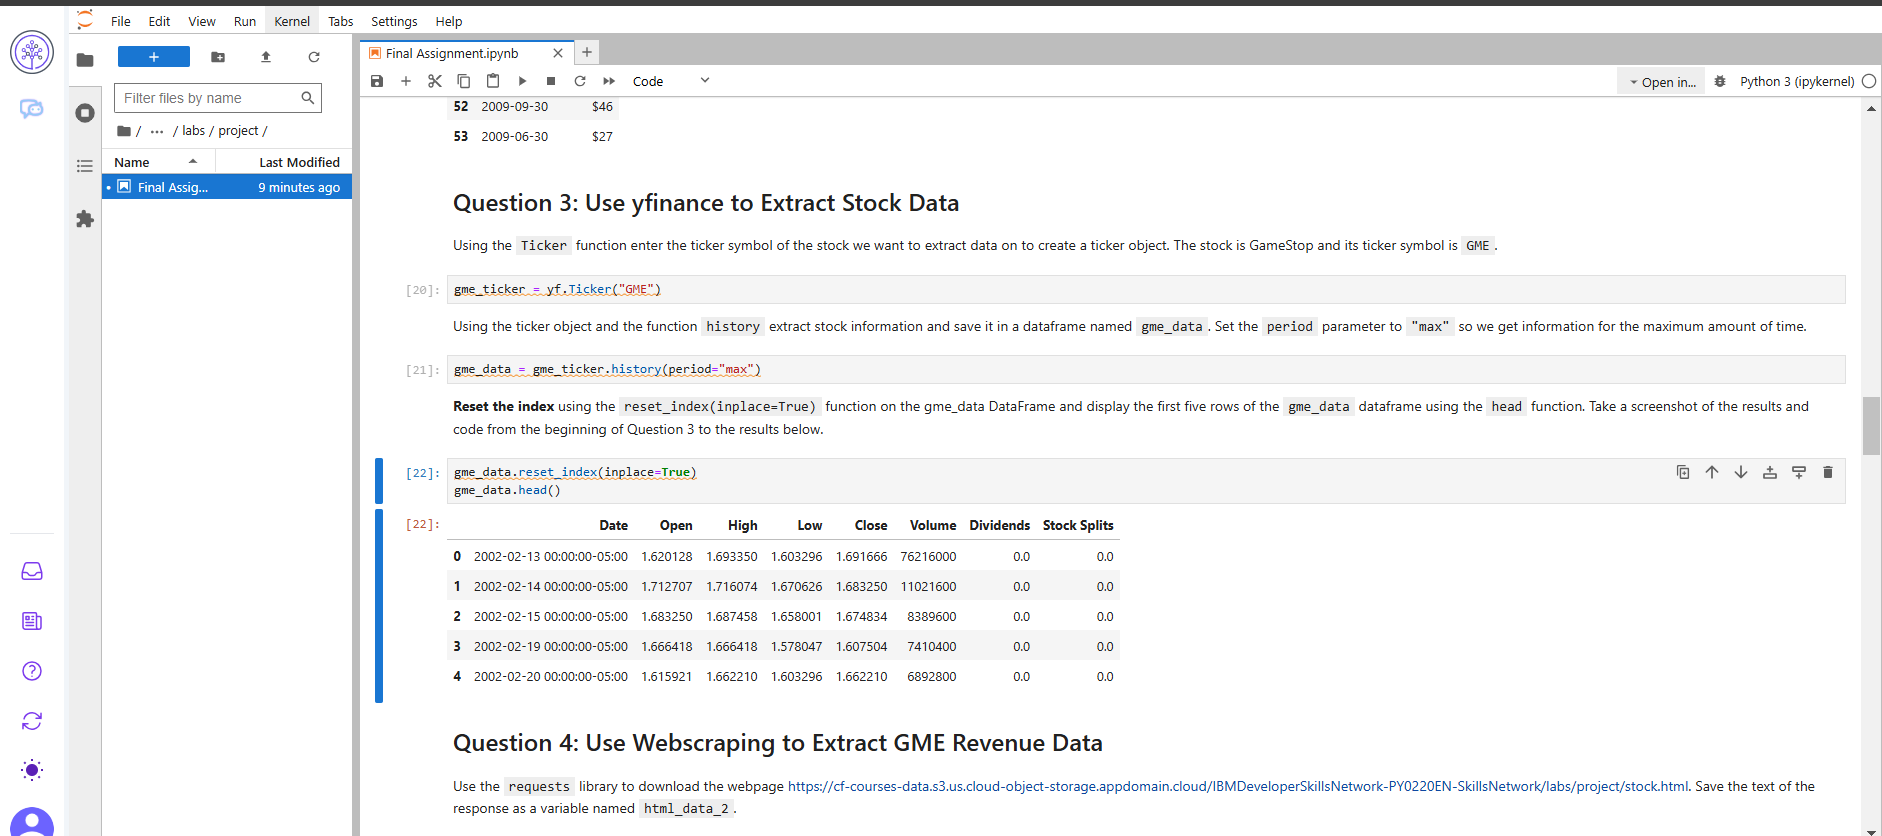 File Edit View Run Kernel Tabs Settings Help
+
Filter files by name
/ ··· / labs / project /
Name Last Modified
Final Assig... 9 minutes ago
Final Assignment.ipynb
Code
Open in...
Python 3 (ipykernel)
52 2009-09-30 $46
53 2009-06-30 $27
Question 3: Use yfinance to Extract Stock Data
Using the Ticker function enter the ticker symbol of the stock we want to extract data on to create a ticker object. The stock is GameStop and its ticker symbol is GME.
[20]: gme_ticker = yf.Ticker("GME")
Using the ticker object and the function history extract stock information and save it in a dataframe named gme_data. Set the period parameter to "max" so we get information for the maximum amount of time.
[21]: gme_data = gme_ticker.history(period="max")
Reset the index using the reset_index(inplace=True) function on the gme_data DataFrame and display the first five rows of the gme_data dataframe using the head function. Take a screenshot of the results and
code from the beginning of Question 3 to the results below.
[22]: gme_data.reset_index(inplace=True)
gme_data.head()
[22]: Date Open High Low Close Volume Dividends Stock Splits
0 2002-02-13 00:00:00-05:00 1.620128 1.693350 1.603296 1.691666 76216000 0.0 0.0
1 2002-02-14 00:00:00-05:00 1.712707 1.716074 1.670626 1.683250 11021600 0.0 0.0
2 2002-02-15 00:00:00-05:00 1.683250 1.687458 1.658001 1.674834 8389600 0.0 0.0
3 2002-02-19 00:00:00-05:00 1.666418 1.666418 1.578047 1.607504 7410400 0.0 0.0
4 2002-02-20 00:00:00-05:00 1.615921 1.662210 1.603296 1.662210 6892800 0.0 0.0
Question 4: Use Webscraping to Extract GME Revenue Data
Use the requests library to download the webpage https://cf-courses-data.s3.us.cloud-object-storage.appdomain.cloud/IBMDeveloperSkillsNetwork-PY0220EN-SkillsNetwork/labs/project/stock.html. Save the text of the
response as a variable named html_data_2.